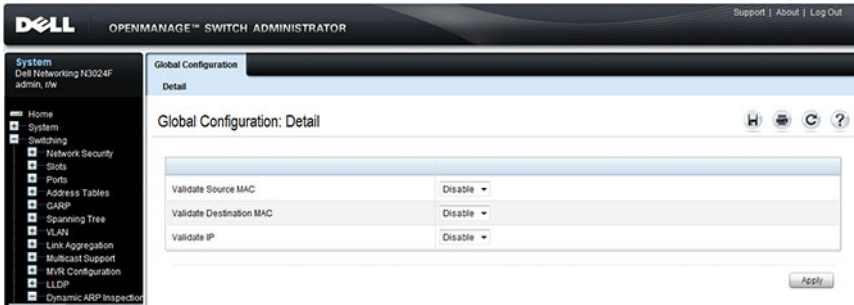 Support | About | Log Out
DELL OPENMANAGE™ SWITCH ADMINISTRATOR
System
Dell Networking N3024F
admin, r/w
Home
System
Switching
Network Security
Slots
Ports
Address Tables
GARP
Spanning Tree
VLAN
Link Aggregation
Multicast Support
MVR Configuration
LLDP
Dynamic ARP Inspection
Global Configuration
Detail
Global Configuration: Detail
Validate Source MAC Disable
Validate Destination MAC Disable
Validate IP Disable
Apply